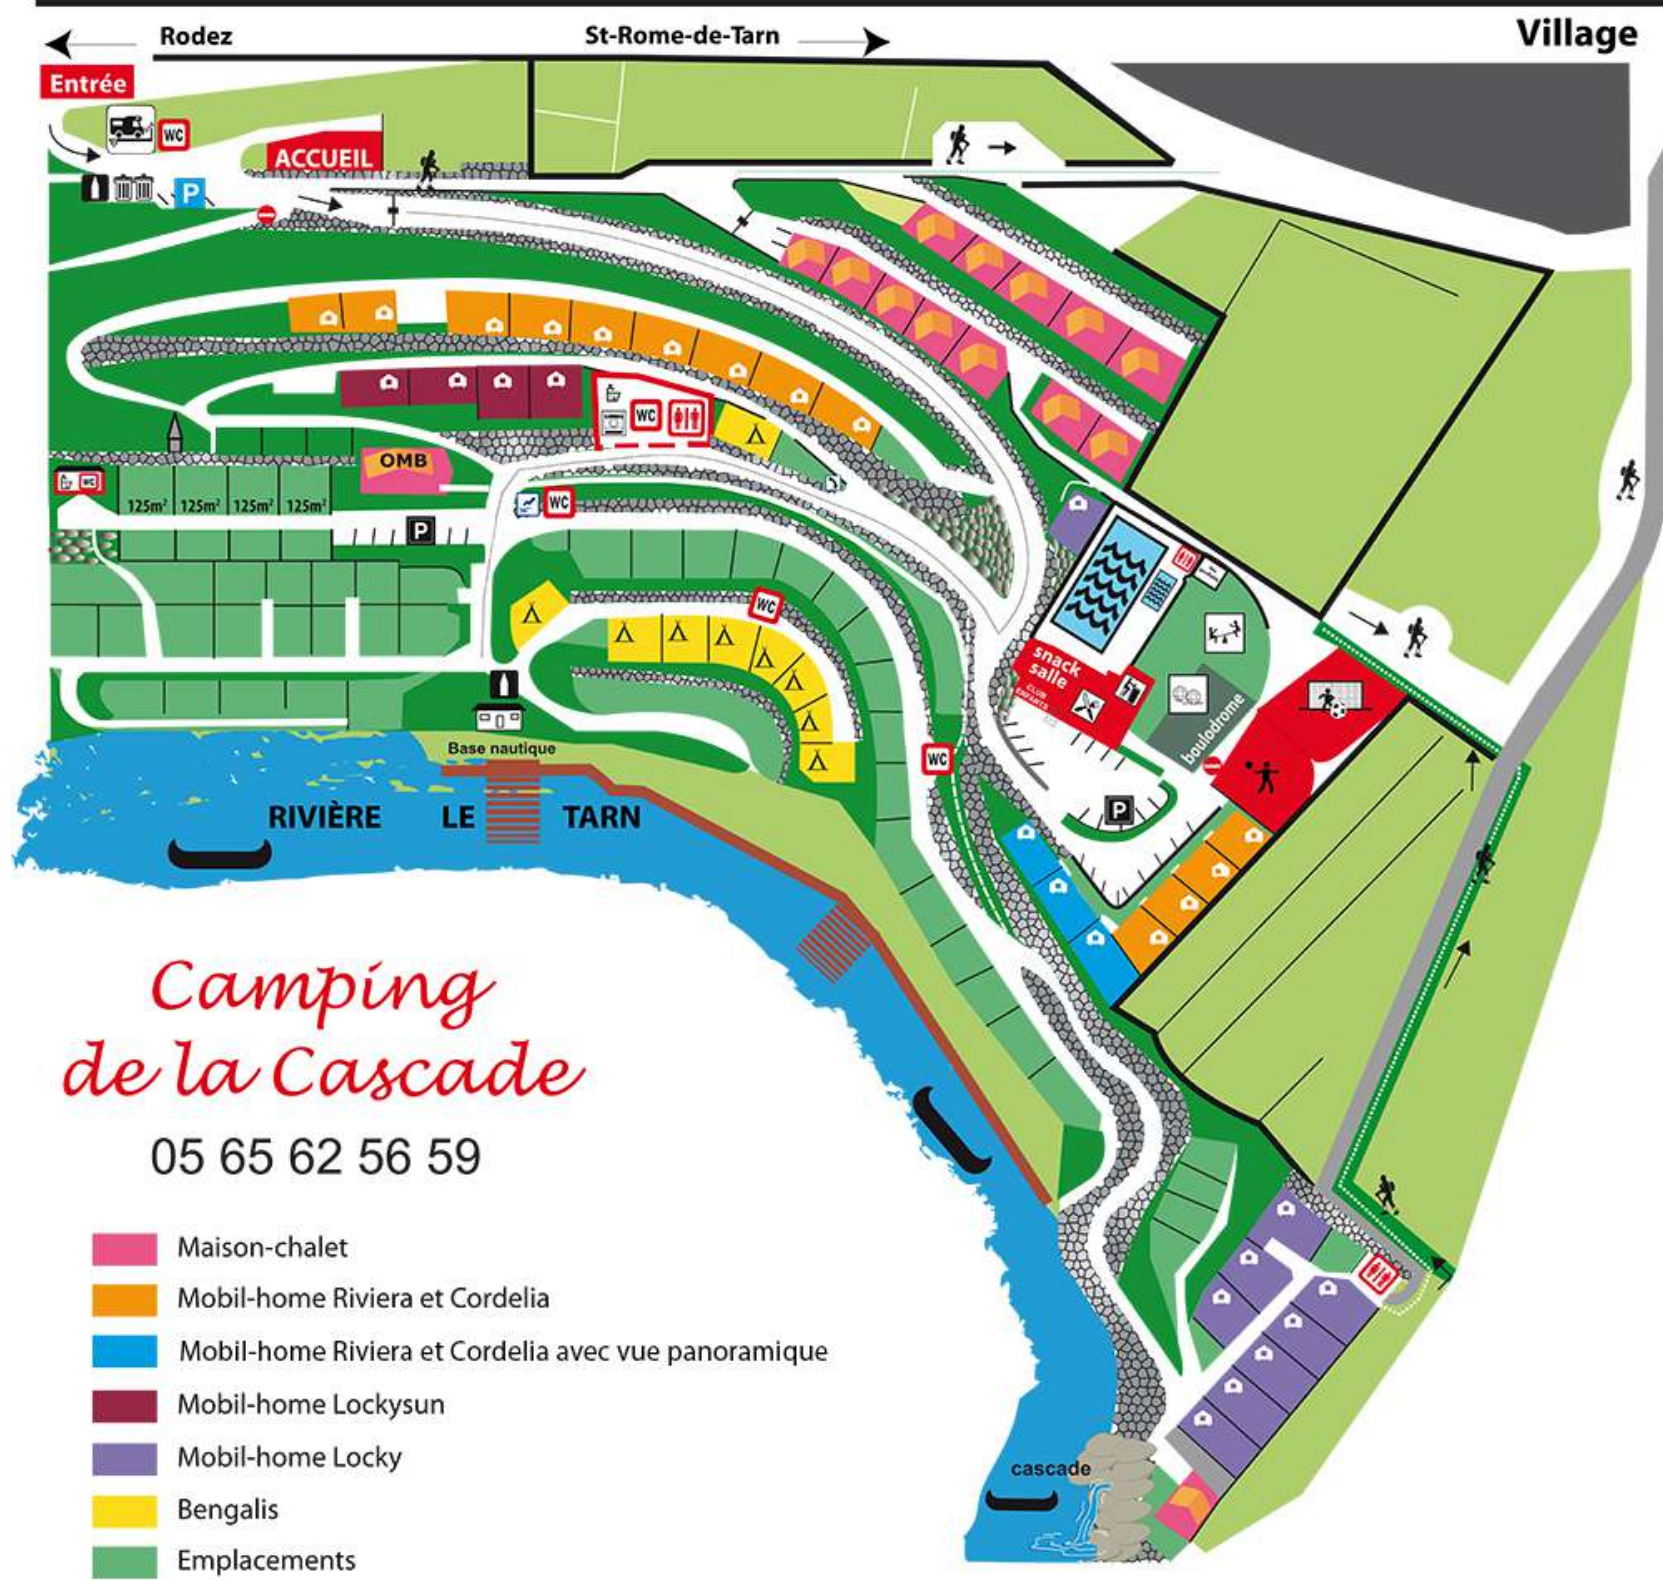 Rodez
St-Rome-de-Tarn
Village
Entrée
WC
ACCUEIL
P
WC
OMB
WC
125m² 125m² 125m² 125m²
WC
P
WC
snack
salle
CLUB
ENFANTS
boulodrome
Base nautique
WC
P
RIVIÈRE LE TARN
Camping
de la Cascade
05 65 62 56 59
Maison-chalet
Mobil-home Riviera et Cordelia
Mobil-home Riviera et Cordelia avec vue panoramique
Mobil-home Lockysun
Mobil-home Locky
cascade
Bengalis
Emplacements